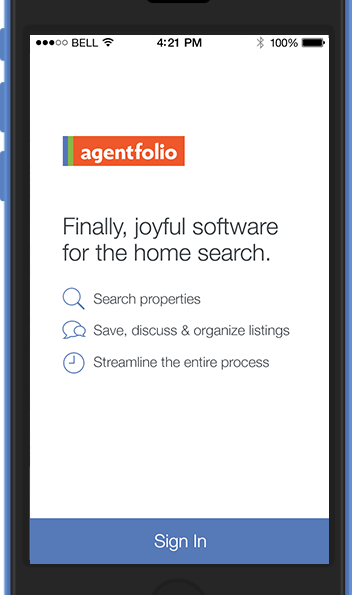 BELL 4:21 PM 100%
agentfolio
Finally, joyful software
for the home search.
Search properties
Save, discuss & organize listings
Streamline the entire process
Sign In